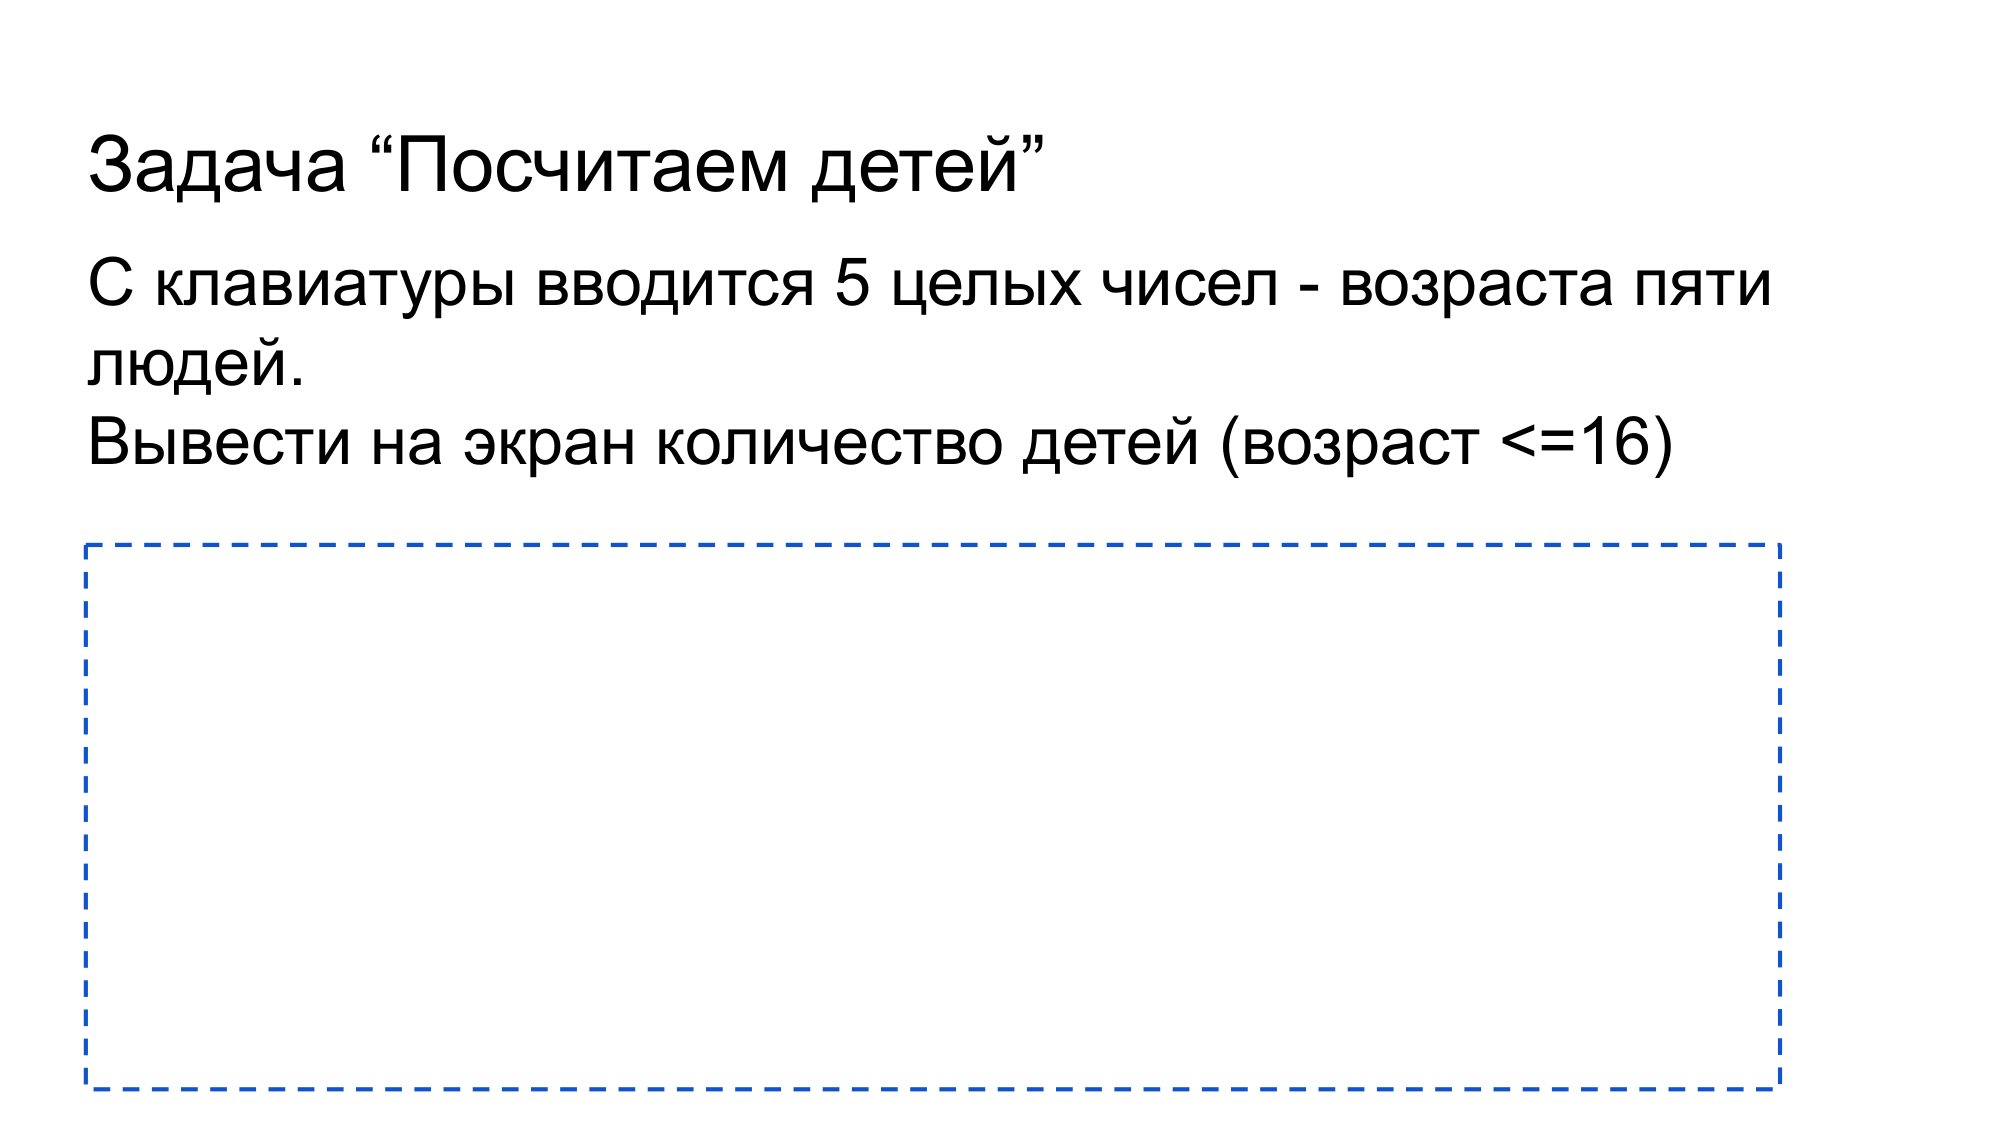 Задача “Посчитаем детей”
С клавиатуры вводится 5 целых чисел - возраста пяти
людей.
Вывести на экран количество детей (возраст <=16)